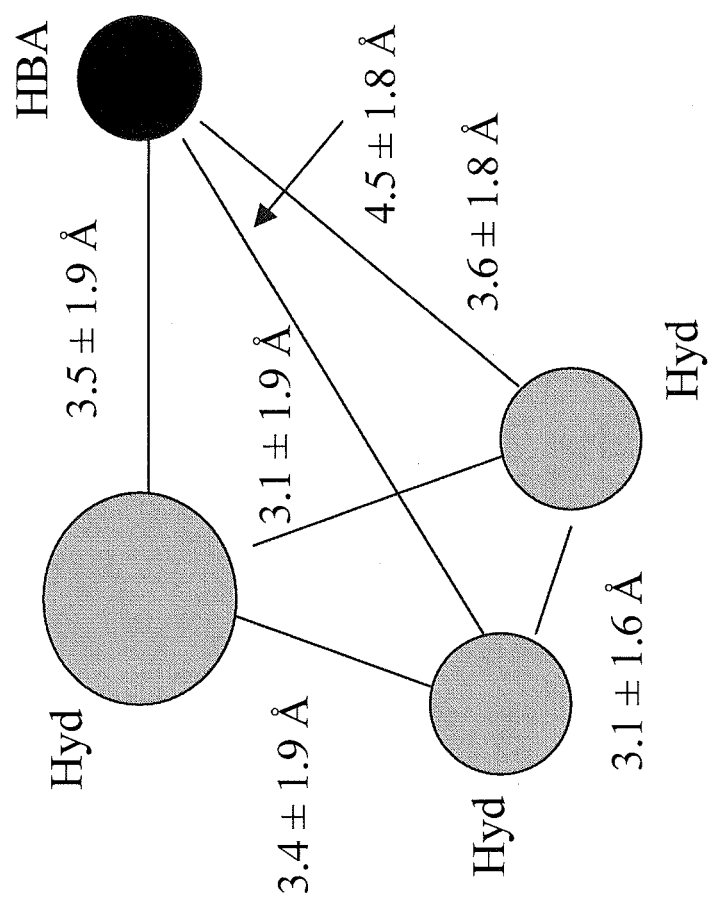 HBA
3.5 ± 1.9 Å
4.5 ± 1.8 Å
3.1 ± 1.9 Å
3.6 ± 1.8 Å
Hyd
Hyd
3.4 ± 1.9 Å
3.1 ± 1.6 Å
Hyd